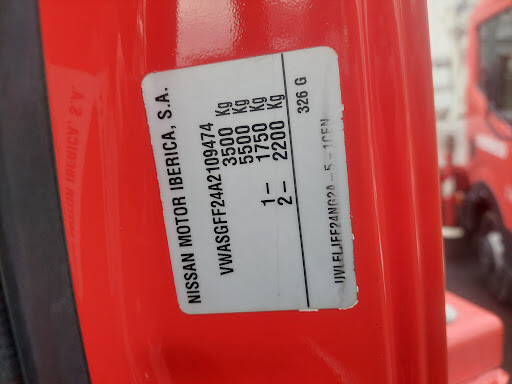 NISSAN MOTOR IBERICA, S.A.
VWASGFF24A2109474
3500 Kg
5500 Kg
1 – 1750 Kg
2 – 2200 Kg
326 G